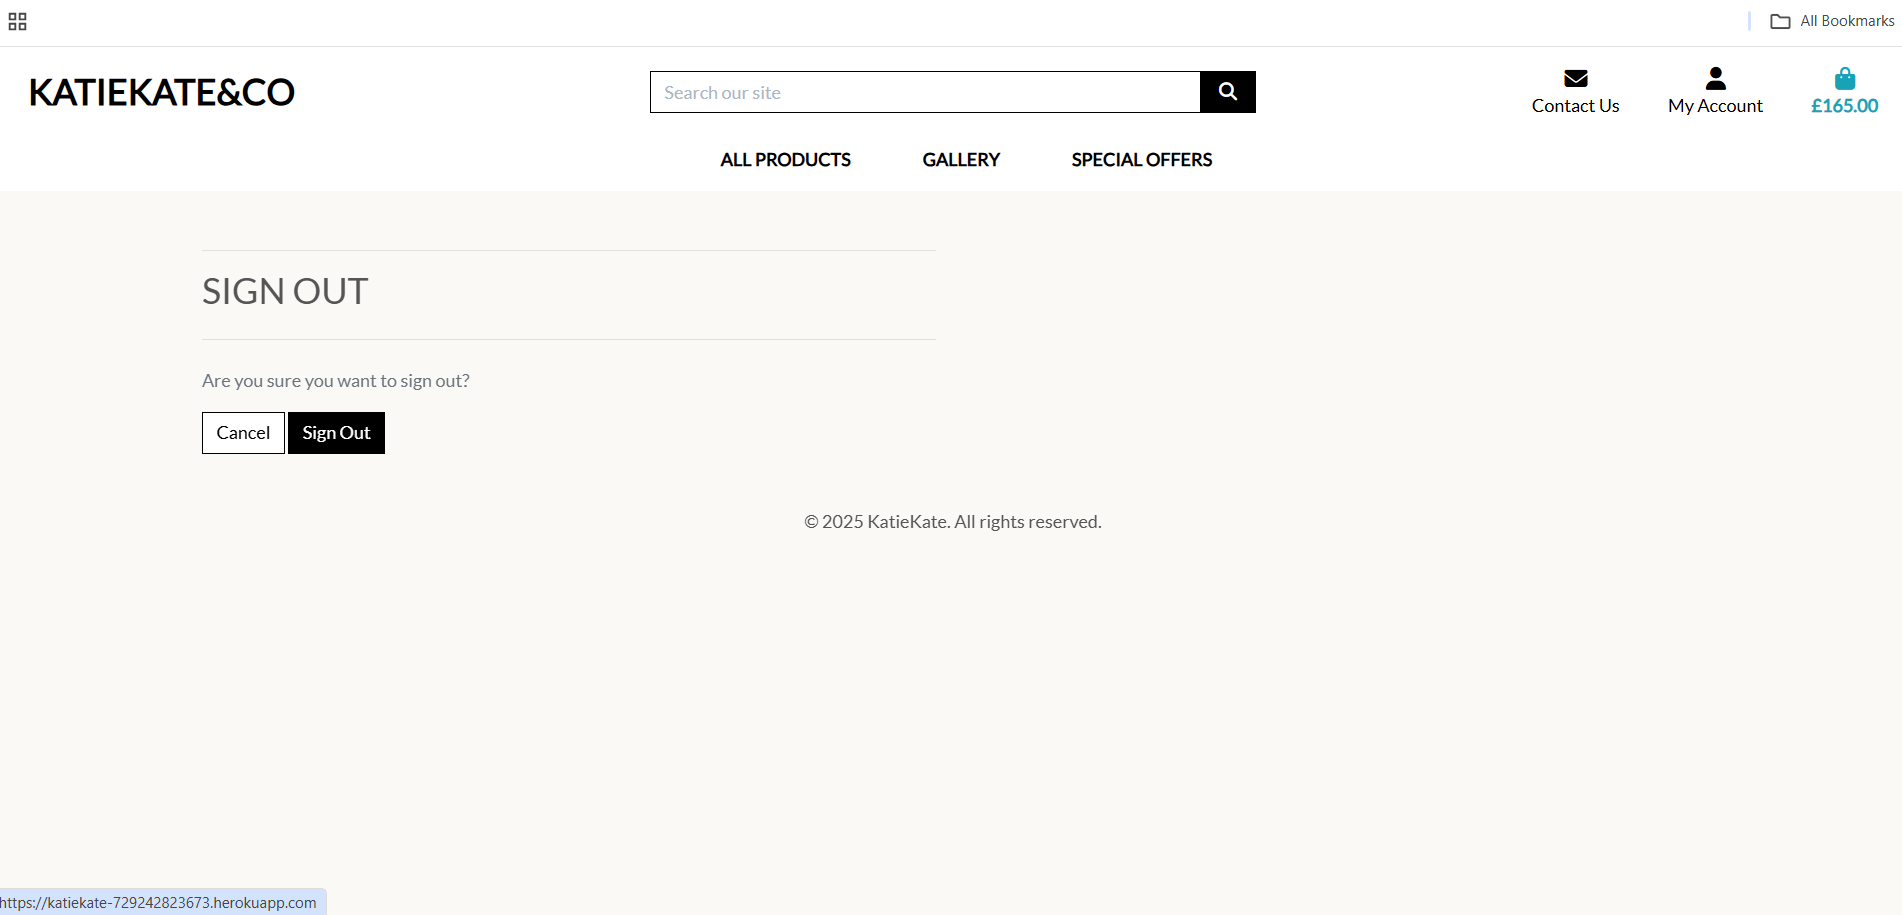 All Bookmarks
KATIEKATE&CO
Search our site
Contact Us
My Account
£165.00
ALL PRODUCTS
GALLERY
SPECIAL OFFERS
SIGN OUT
Are you sure you want to sign out?
Cancel
Sign Out
© 2025 KatieKate. All rights reserved.
https://katiekate-729242823673.herokuapp.com